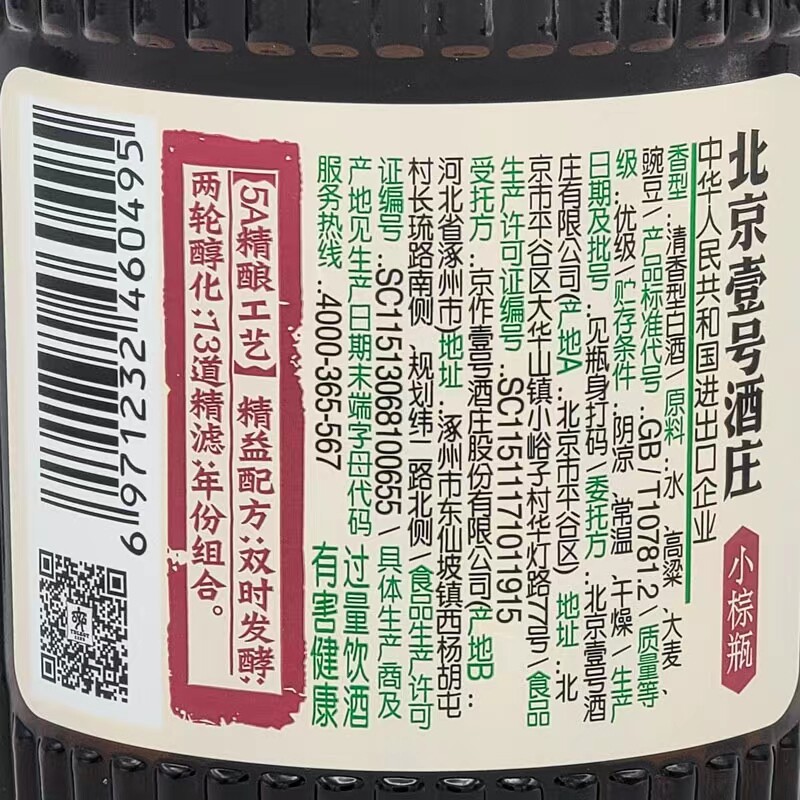 北京壹号酒庄
小棕瓶
中华人民共和国进出口企业
香型：清香型白酒/原料：水、高粱、大麦、
豌豆\产品标准代号：GB/T10781.2/质量等
级：优级\贮存条件：阴凉、常温、干燥/生产
日期及批号：见瓶身打码/委托方：北京壹号酒
庄有限公司(产地A：北京市平谷区) 地址：北
京市平谷区大华山镇小峪子村华灯路77号/食品
生产许可证编号：SC11511171011915
受托方：京作壹号酒庄股份有限公司(产地B：
河北省涿州市)地址：涿州市东仙坡镇西杨胡屯
村长琉路南侧、规划纬二路北侧/食品生产许可
证编号：SC11513068100655 \ 具体生产商及
产地见生产日期末端字母代码
服务热线：4000-365-567
过量饮酒
有害健康
【5A精酿工艺】精益配方:双时发酵:
两轮醇化:13道精滤:年份组合。
6 971232 460495